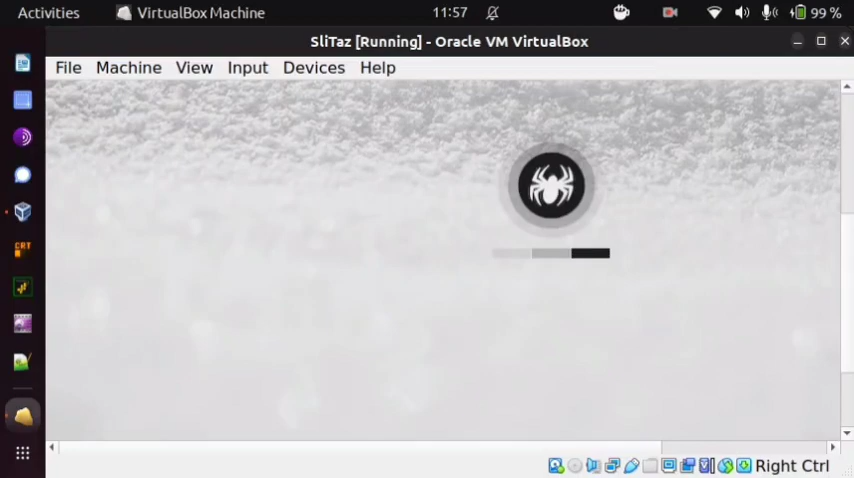 Activities VirtualBox Machine 11:57 99 %
SliTaz [Running] - Oracle VM VirtualBox
File Machine View Input Devices Help
CRT
Right Ctrl